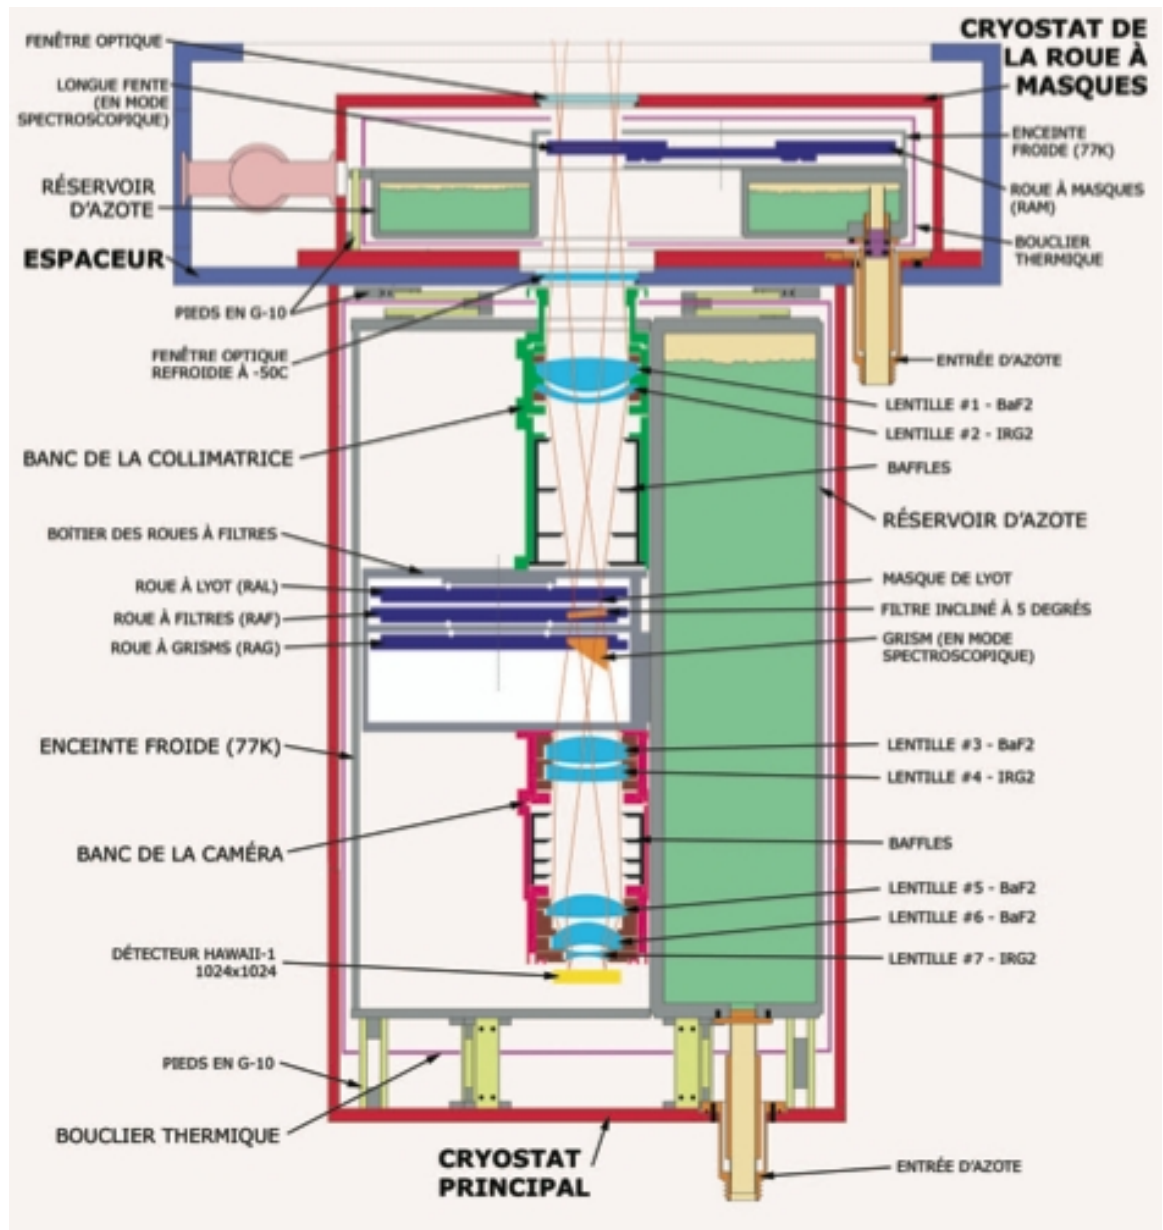 CRYOSTAT DE
LA ROUE À
MASQUES
FENÊTRE OPTIQUE
LONGUE FENTE
(EN MODE
SPECTROSCOPIQUE)
RÉSERVOIR
D'AZOTE
ESPACEUR
PIEDS EN G-10
FENÊTRE OPTIQUE
REFROIDIE À -50C
BANC DE LA COLLIMATRICE
BOÎTIER DES ROUES À FILTRES
ROUE À LYOT (RAL)
ROUE À FILTRES (RAF)
ROUE À GRISMS (RAG)
ENCEINTE FROIDE (77K)
BANC DE LA CAMÉRA
DÉTECTEUR HAWAII-1
1024x1024
PIEDS EN G-10
BOUCLIER THERMIQUE
CRYOSTAT
PRINCIPAL
ENCEINTE
FROIDE (77K)
ROUE À MASQUES
(RAM)
BOUCLIER
THERMIQUE
ENTRÉE D'AZOTE
LENTILLE #1 - BaF2
LENTILLE #2 - IRG2
BAFFLES
RÉSERVOIR D'AZOTE
MASQUE DE LYOT
FILTRE INCLINÉ À 5 DEGRÉS
GRISM (EN MODE
SPECTROSCOPIQUE)
LENTILLE #3 - BaF2
LENTILLE #4 - IRG2
BAFFLES
LENTILLE #5 - BaF2
LENTILLE #6 - BaF2
LENTILLE #7 - IRG2
ENTRÉE D'AZOTE